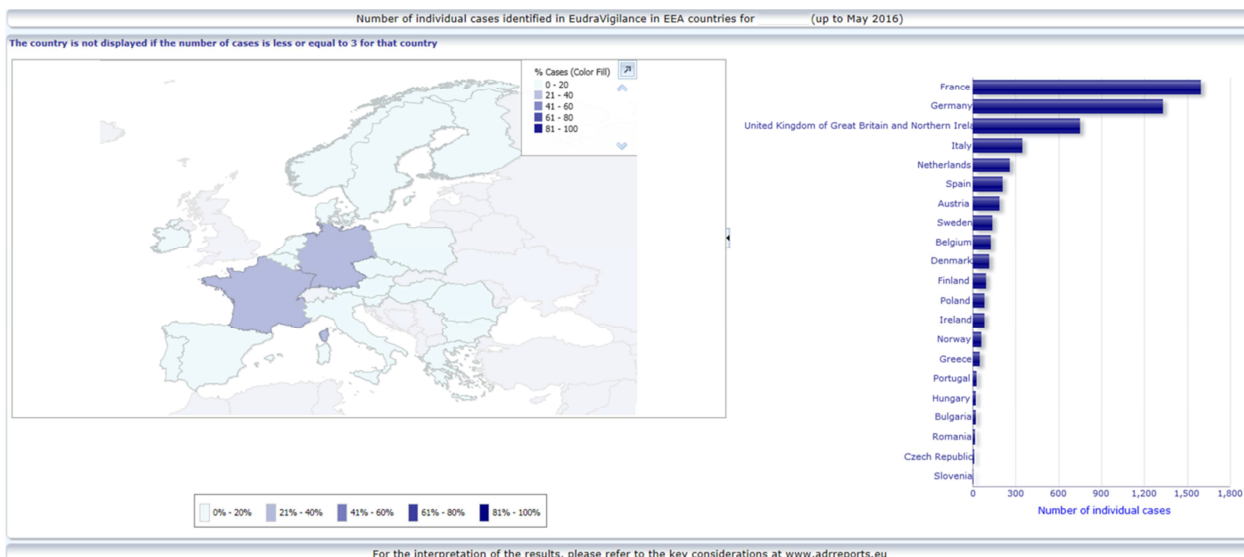 Number of individual cases identified in EudraVigilance in EEA countries for (up to May 2016)
The country is not displayed if the number of cases is less or equal to 3 for that country
% Cases (Color Fill)
0 - 20
21 - 40
41 - 60
61 - 80
81 - 100
France
Germany
United Kingdom of Great Britain and Northern Irela
Italy
Netherlands
Spain
Austria
Sweden
Belgium
Denmark
Finland
Poland
Ireland
Norway
Greece
Portugal
Hungary
Bulgaria
Romania
Czech Republic
Slovenia
0 300 600 900 1,200 1,500 1,800
Number of individual cases
0% - 20% 21% - 40% 41% - 60% 61% - 80% 81% - 100%
For the interpretation of the results, please refer to the key considerations at www.adrreports.eu